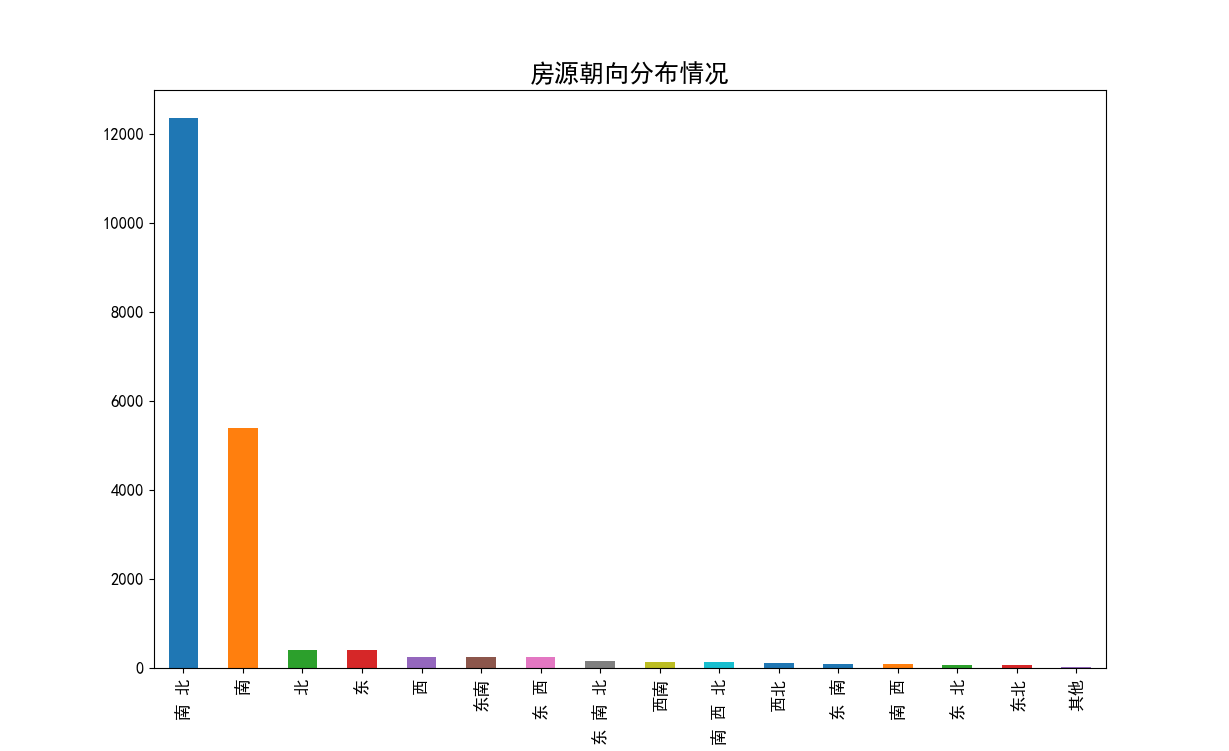 房源朝向分布情况
12000
10000
8000
6000
4000
2000
0
南 北
南
北
东
西
东南
东 西
东 南 北
西南
南 西 北
西北
东 南
南 西
东 北
东北
其他